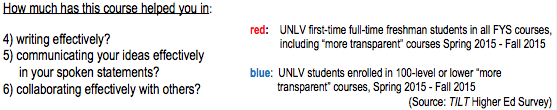 How much has this course helped you in:
4) writing effectively?
5) communicating your ideas effectively
in your spoken statements?
6) collaborating effectively with others?
red: UNLV first-time full-time freshman students in all FYS courses,
including “more transparent” courses Spring 2015 - Fall 2015
blue: UNLV students enrolled in 100-level or lower “more
transparent” courses, Spring 2015 - Fall 2015
(Source: TILT Higher Ed Survey)